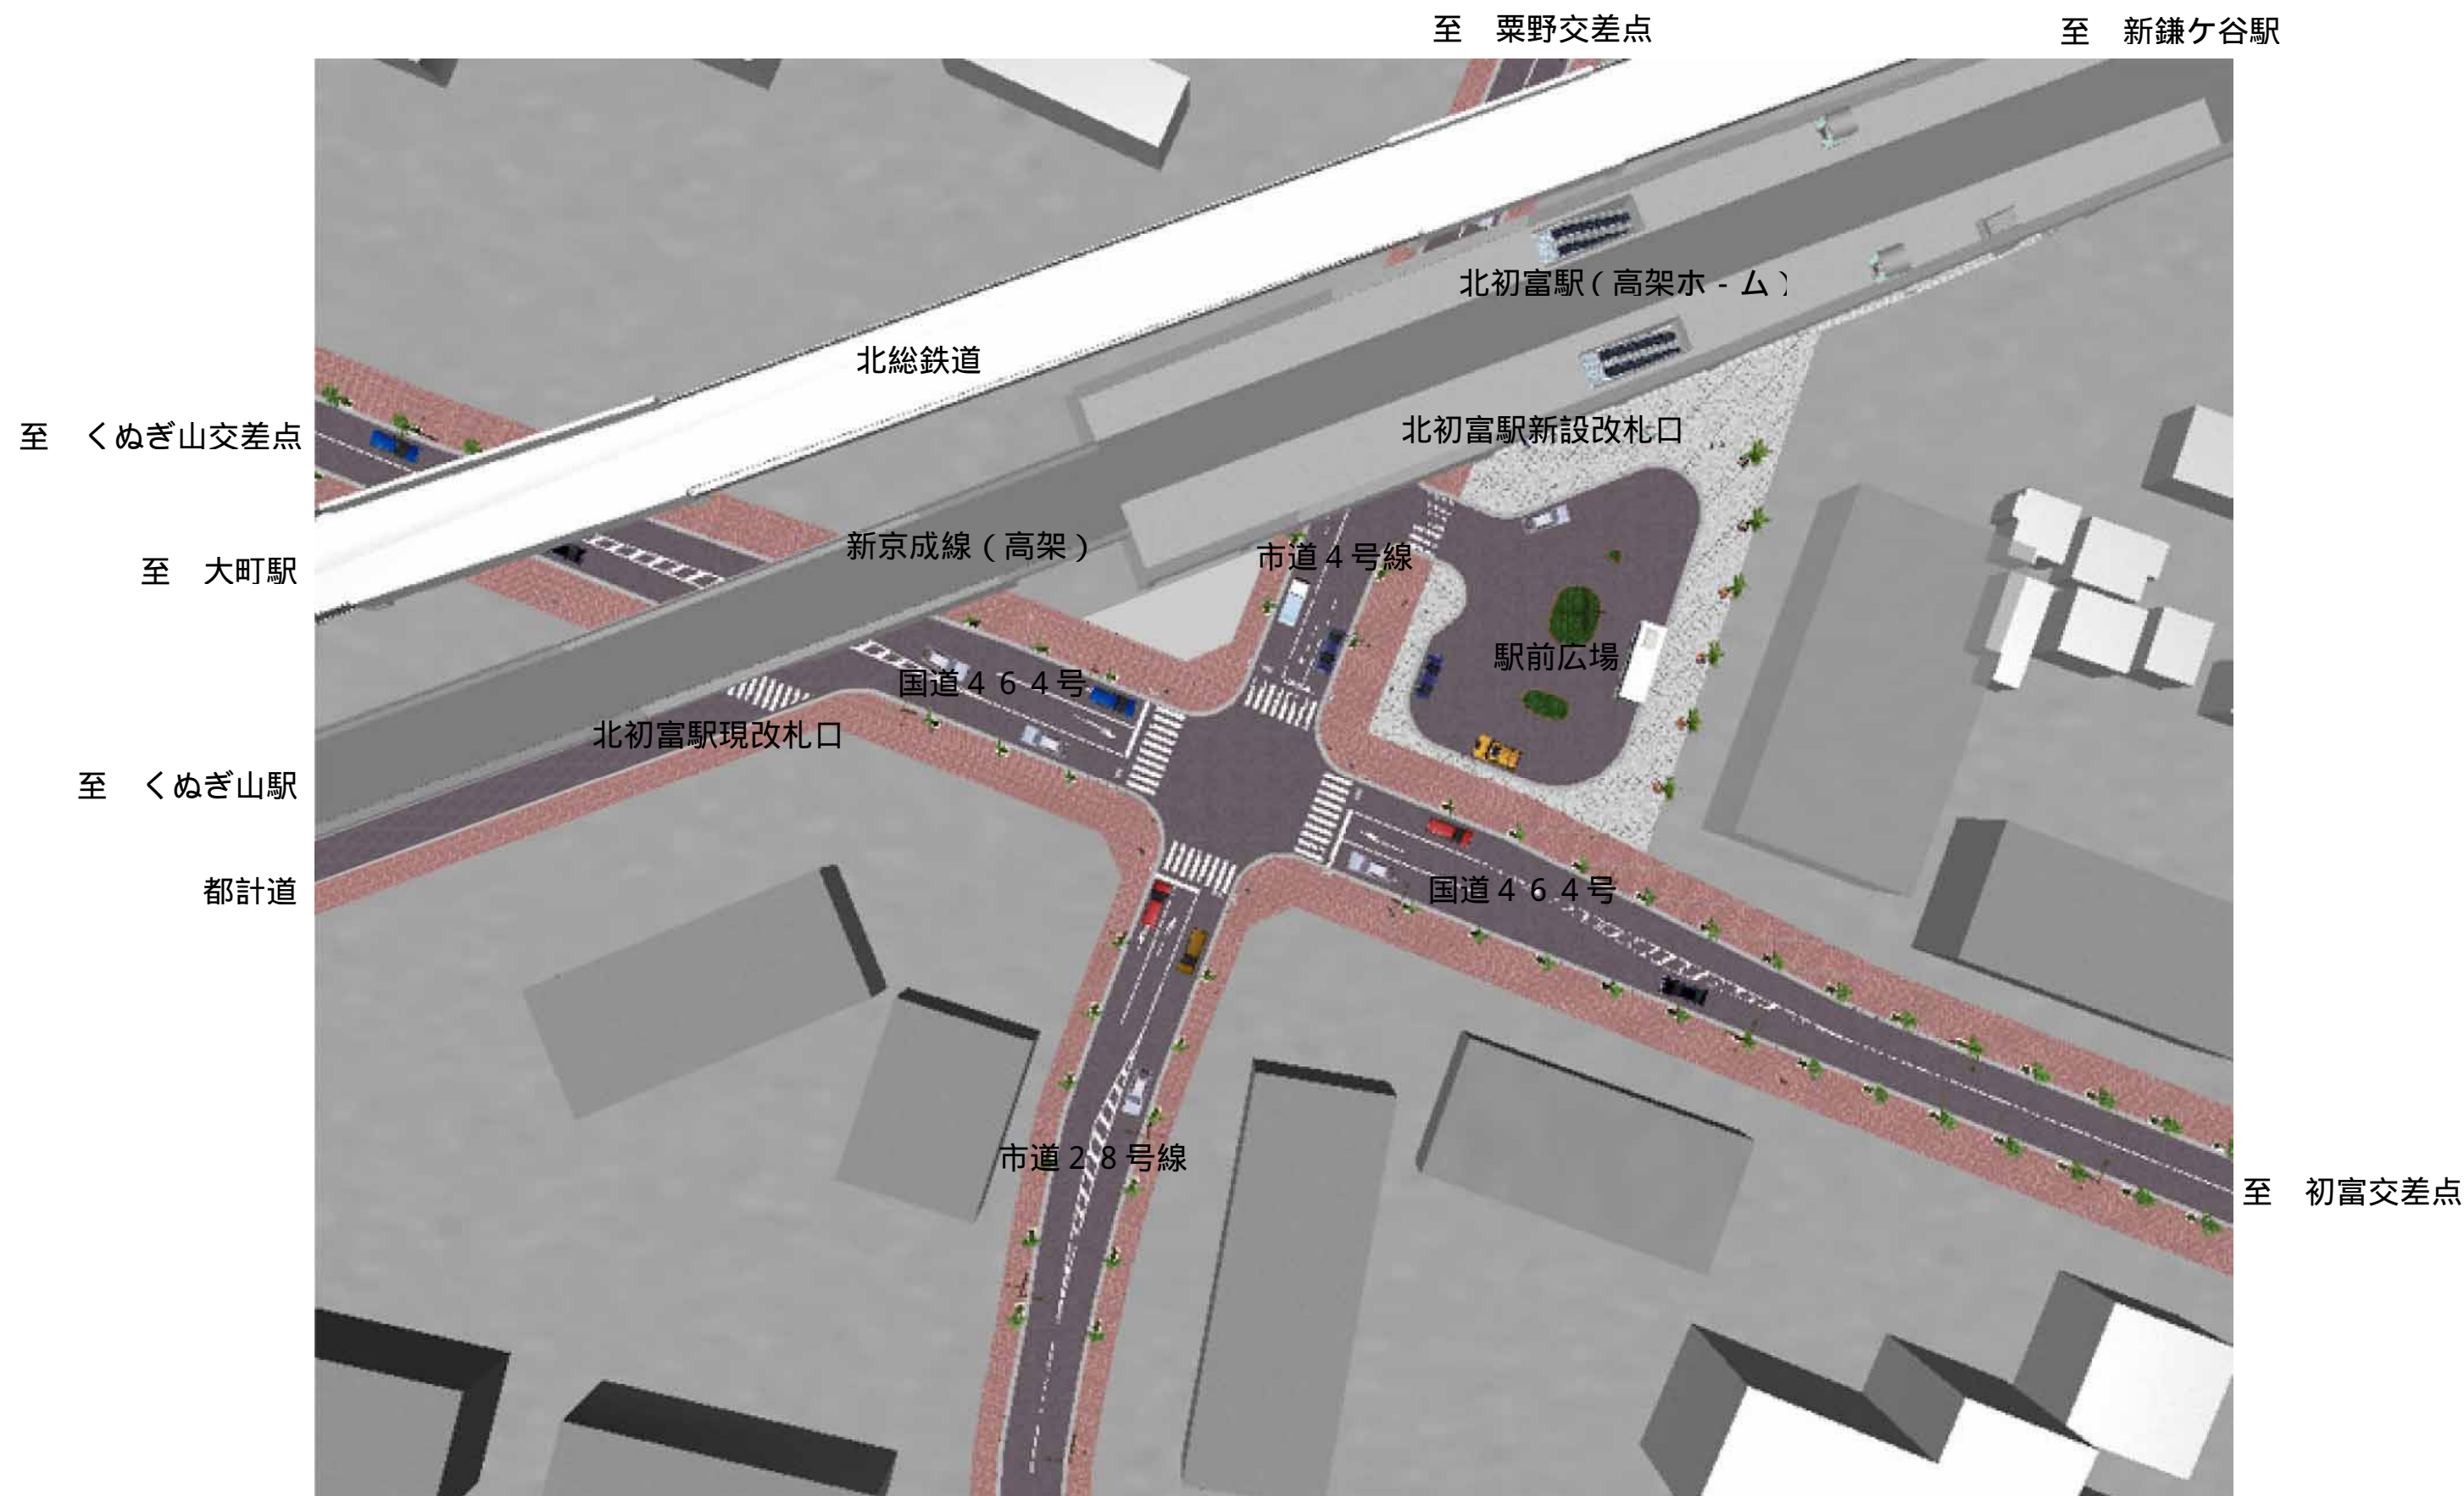 至　粟野交差点
至　新鎌ケ谷駅
北初富駅（高架ホ‐ム）
北総鉄道
北初富駅新設改札口
至　くぬぎ山交差点
新京成線（高架）
市道４号線
至　大町駅
駅前広場
国道４６４号
北初富駅現改札口
至　くぬぎ山駅
都計道
国道４６４号
市道２８号線
至　初富交差点